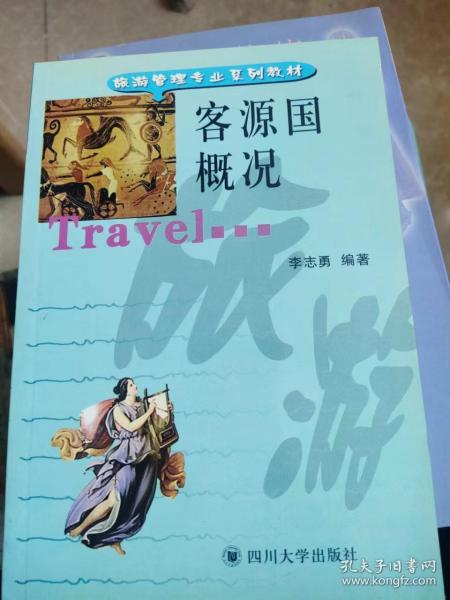 旅游管理专业系列教材
客源国
概况
Travel...
李志勇 编著
旅游
四川大学出版社
孔夫子旧书网
www.kongfz.com